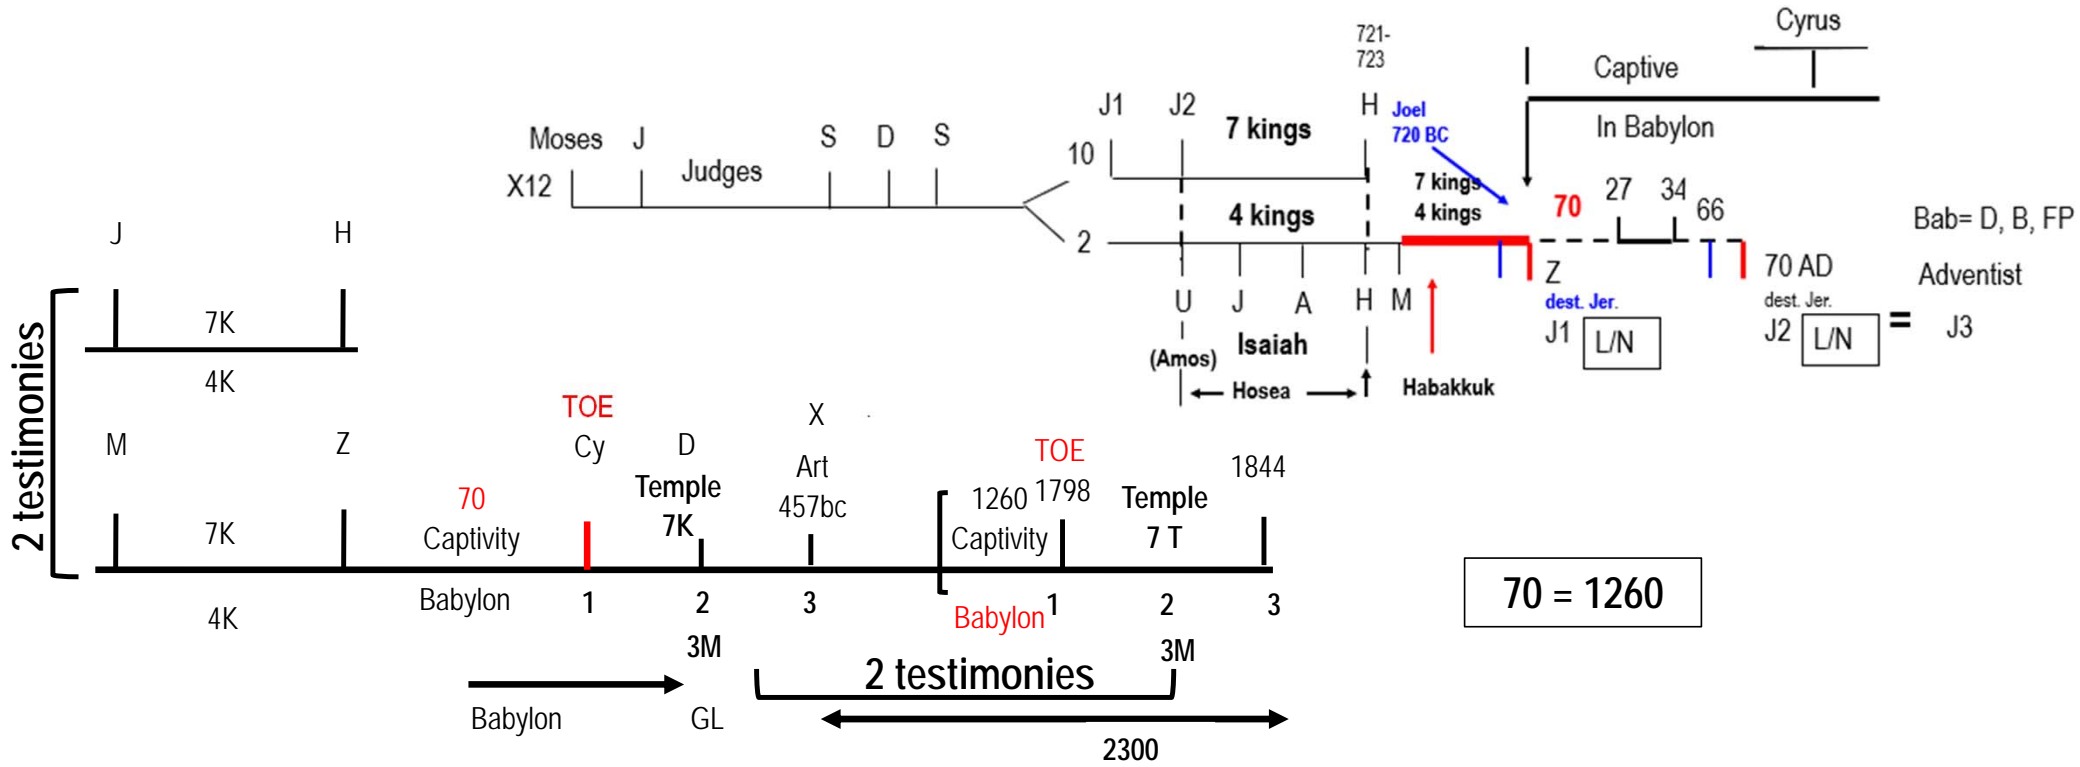 721-
723
Cyrus
Captive
In Babylon
J1
J2
7 kings
H
Joel
720 BC
Moses
J
Judges
S
D
S
X12
10
2
4 kings
7 kings
4 kings
70
27
34
66
Bab= D, B, FP
Adventist
J3
U
J
A
H
M
(Amos)
Isaiah
Hosea
Habakkuk
Z
dest. Jer.
J1
L/N
70 AD
dest. Jer.
J2
L/N
=
2 testimonies
J
H
7K
4K
M
Z
7K
4K
70
Captivity
Babylon
TOE
Cy
1
D
Temple
7K
2
3M
X
Art
457bc
3
1260
Captivity
Babylon
TOE
1798
1
Temple
7 T
2
3M
1844
3
Babylon
GL
2 testimonies
2300
70 = 1260